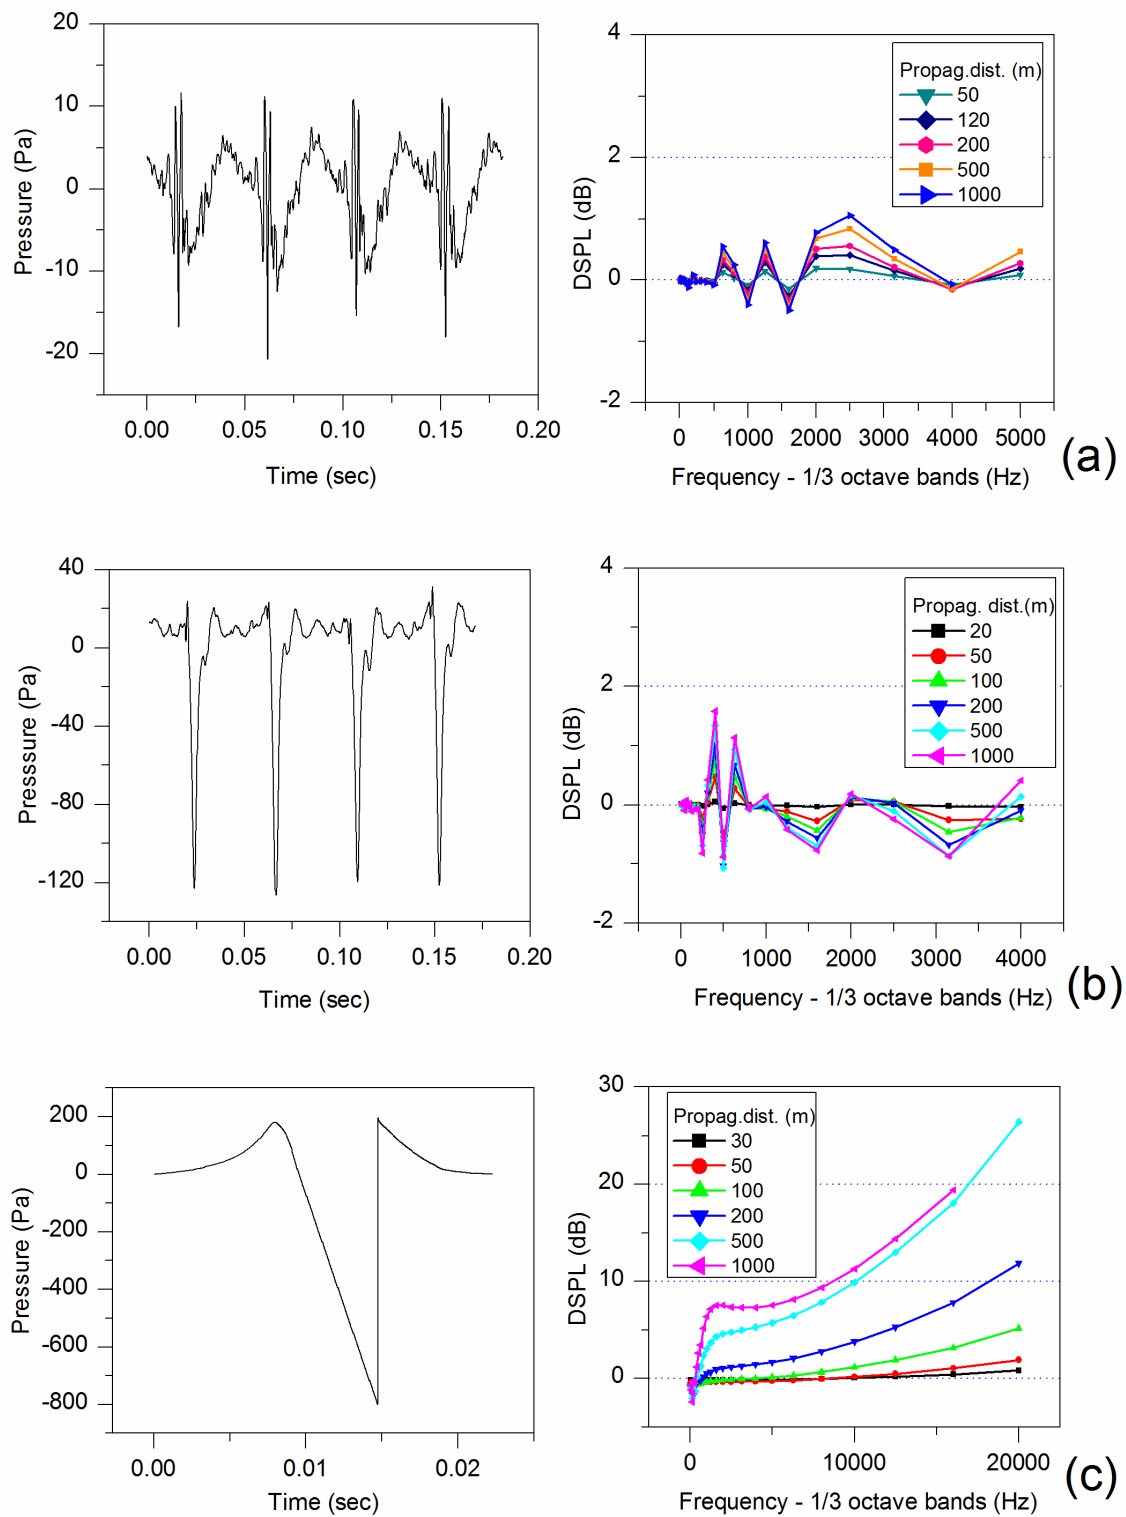 20
10
0
-10
-20
Pressure (Pa)
0.00 0.05 0.10 0.15 0.20
Time (sec)
4
2
0
-2
DSPL (dB)
Propag.dist. (m)
50
120
200
500
1000
0 1000 2000 3000 4000 5000
Frequency - 1/3 octave bands (Hz)
(a)
40
0
-40
-80
-120
Presssure (Pa)
0.00 0.05 0.10 0.15 0.20
Time (sec)
4
2
0
-2
DSPL (dB)
Propag. dist.(m)
20
50
100
200
500
1000
0 1000 2000 3000 4000
Frequency - 1/3 octave bands (Hz)
(b)
200
0
-200
-400
-600
-800
Pressure (Pa)
0.00 0.01 0.02
Time (sec)
30
20
10
0
DSPL (dB)
Propag.dist. (m)
30
50
100
200
500
1000
0 10000 20000
Frequency - 1/3 octave bands (Hz)
(c)